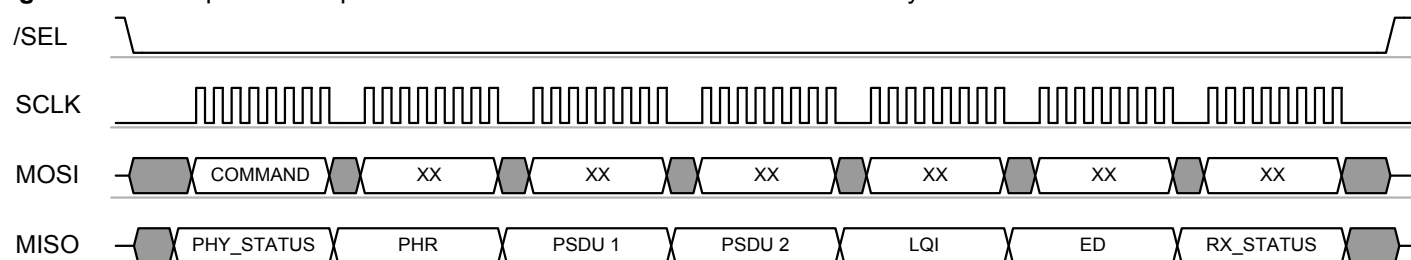 /SEL
SCLK
MOSI COMMAND XX XX XX XX XX XX
MISO PHY_STATUS PHR PSDU 1 PSDU 2 LQI ED RX_STATUS